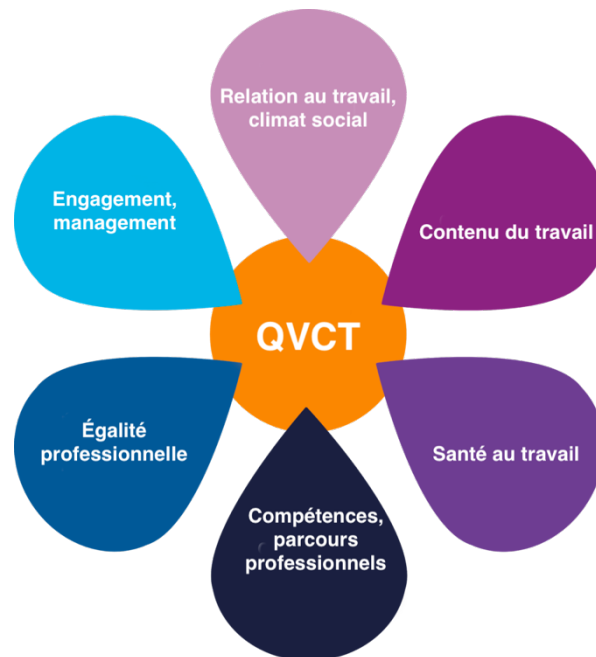 Relation au travail,
climat social
Engagement,
management
Contenu du travail
QVCT
Égalité
professionnelle
Santé au travail
Compétences,
parcours
professionnels